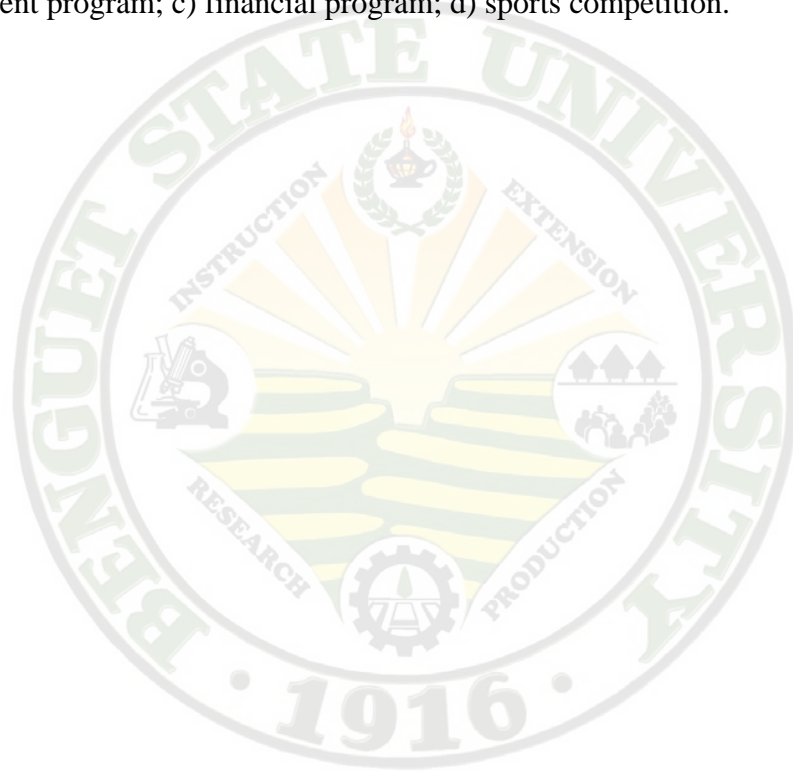 ent program; c) financial program; d) sports competition.
BENGUET STATE UNIVERSITY
INSTRUCTION
EXTENSION
RESEARCH
PRODUCTION
· 1916 ·